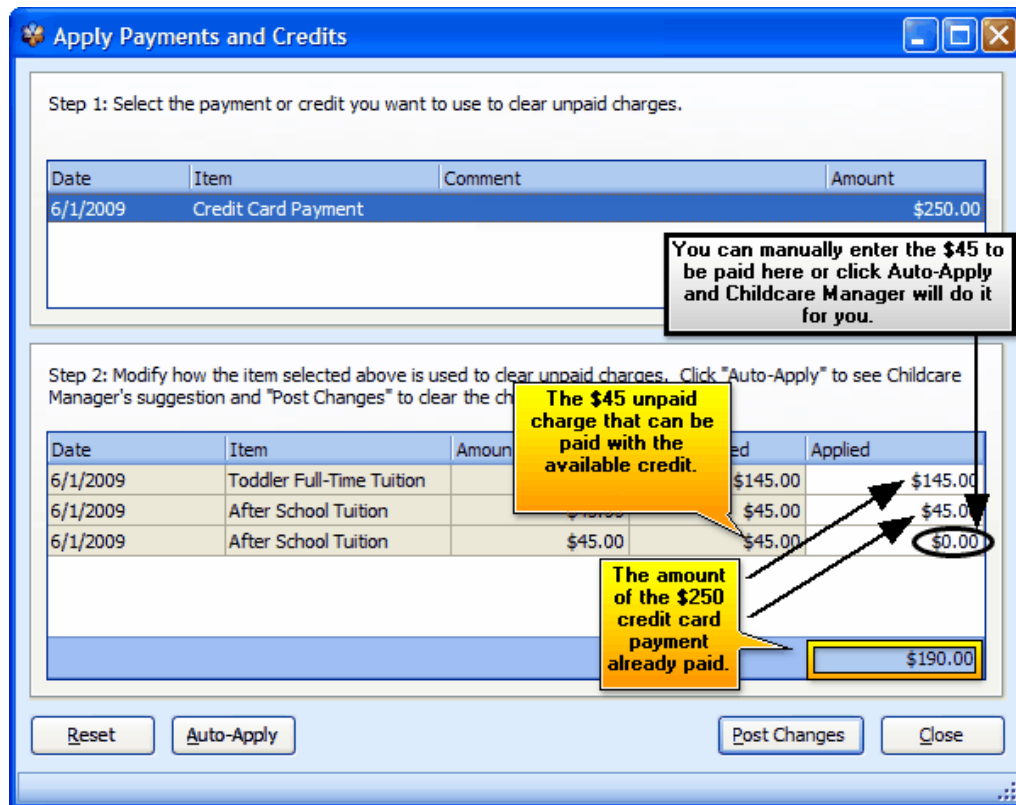 Apply Payments and Credits
Step 1: Select the payment or credit you want to use to clear unpaid charges.
Date Item Comment Amount
6/1/2009 Credit Card Payment $250.00
You can manually enter the $45 to
be paid here or click Auto-Apply
and Childcare Manager will do it
for you.
Step 2: Modify how the item selected above is used to clear unpaid charges. Click "Auto-Apply" to see Childcare
Manager's suggestion and "Post Changes" to clear the
The $45 unpaid
charge that can be
paid with the
available credit.
Date Item Applied
6/1/2009 Toddler Full-Time Tuition $145.00 $145.00
6/1/2009 After School Tuition $45.00 $45.00
6/1/2009 After School Tuition $45.00 $45.00 $0.00
The amount
of the $250
credit card
payment
already paid.
$190.00
Reset Auto-Apply Post Changes Close